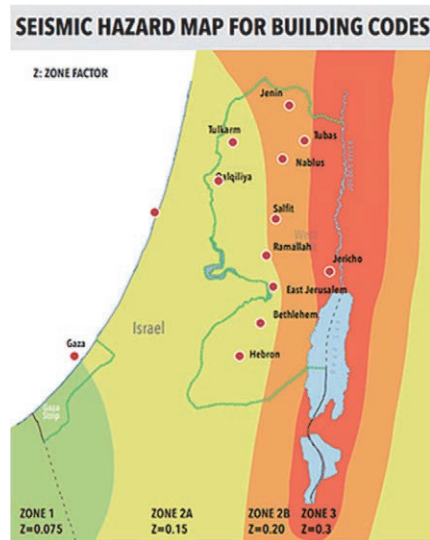 SEISMIC HAZARD MAP FOR BUILDING CODES
Z: ZONE FACTOR
Jenin
Tulkarm
Tubas
Nablus
Qalqiliya
Salfit
West
Ramallah
Jericho
East Jerusalem
Israel
Bethlehem
Gaza
Hebron
Gaza
Strip
ZONE 1
Z=0.075
ZONE 2A
Z=0.15
ZONE 2B
Z=0.20
ZONE 3
Z=0.3